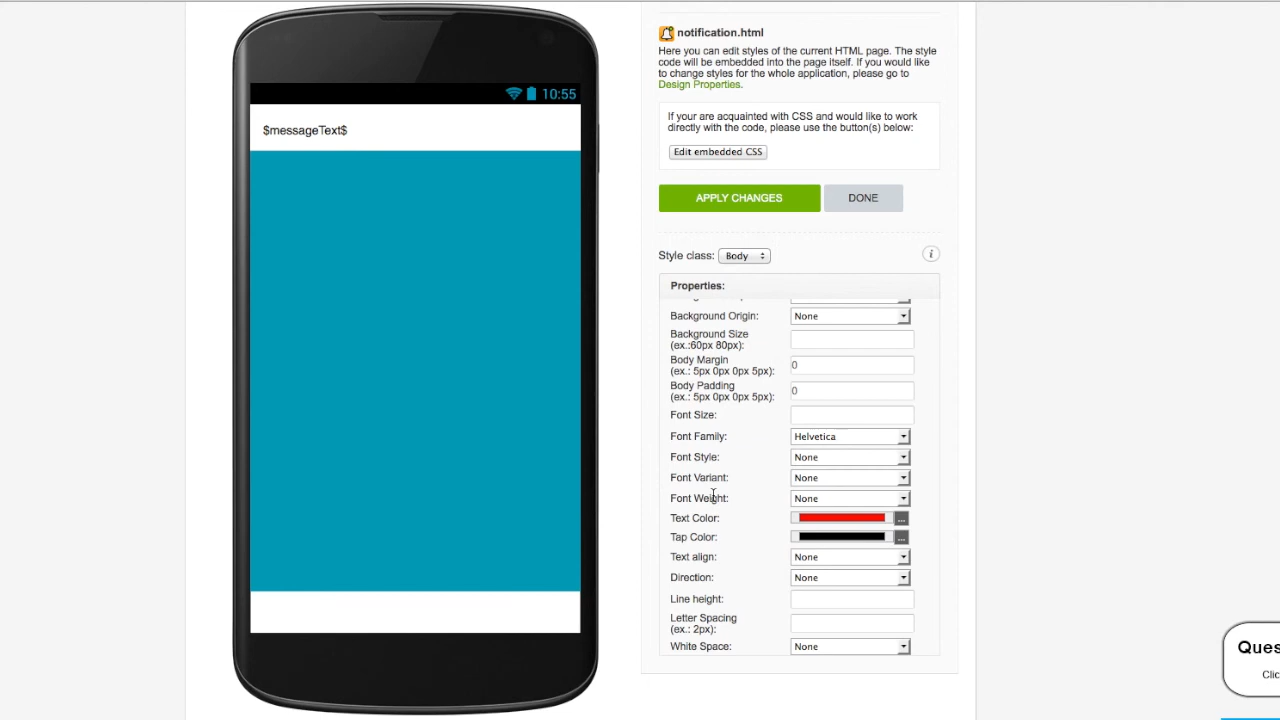 10:55
$messageText$
notification.html
Here you can edit styles of the current HTML page. The style
code will be embedded into the page itself. If you would like
to change styles for the whole application, please go to
Design Properties.
If your are acquainted with CSS and would like to work
directly with the code, please use the button(s) below:
Edit embedded CSS
APPLY CHANGES DONE
Style class: Body i
Properties:
Background Origin: None
Background Size
(ex.:60px 80px):
Body Margin
(ex.: 5px 0px 0px 5px): 0
Body Padding
(ex.: 5px 0px 0px 5px): 0
Font Size:
Font Family: Helvetica
Font Style: None
Font Variant: None
Font Weight: None
Text Color: ...
Tap Color: ...
Text align: None
Direction: None
Line height:
Letter Spacing
(ex.: 2px):
White Space: None
Ques
Clic